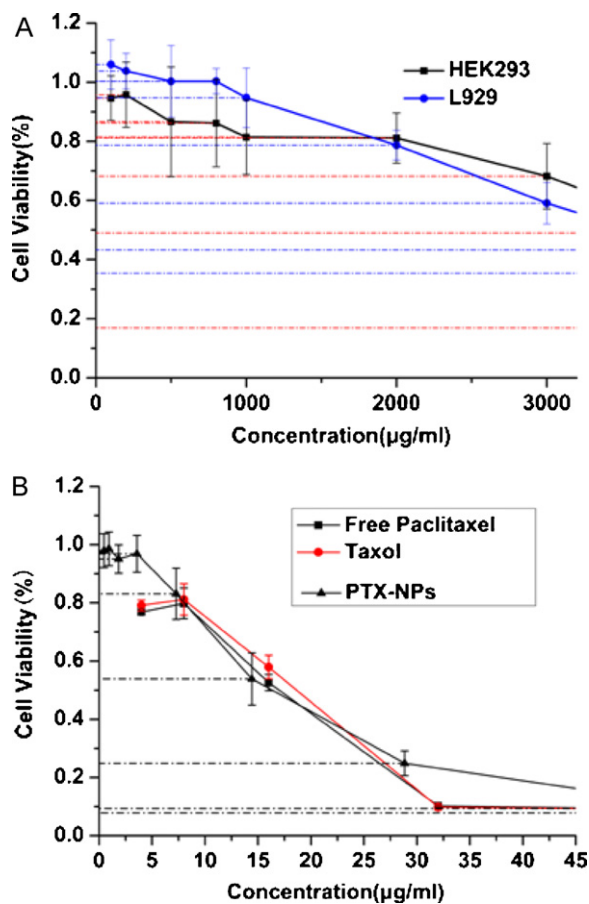 A
1.2
1.0
0.8
0.6
0.4
0.2
0.0
Cell Viability(%)
HEK293
L929
0 1000 2000 3000
Concentration(µg/ml)
B
1.2
1.0
0.8
0.6
0.4
0.2
0.0
Cell Viability (%)
Free Paclitaxel
Taxol
PTX-NPs
0 5 10 15 20 25 30 35 40 45
Concentration(µg/ml)